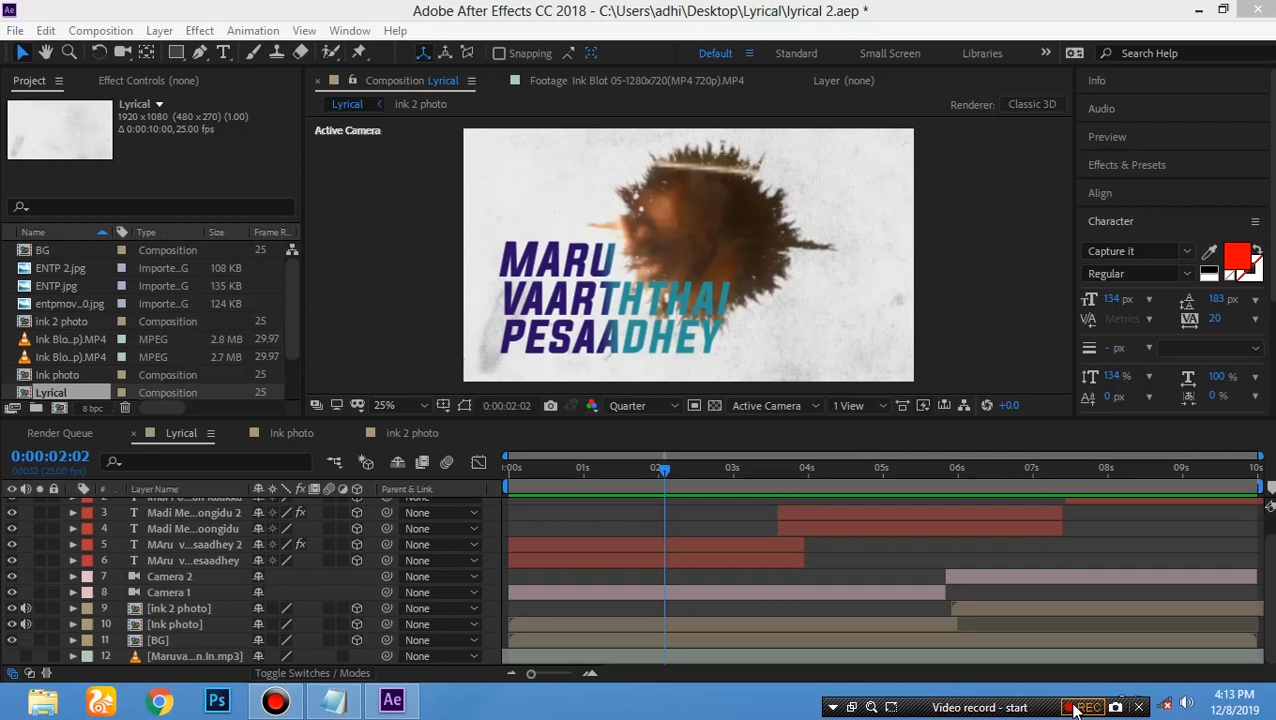 Adobe After Effects CC 2018 - C:\Users\adhi\Desktop\Lyrical\lyrical 2.aep *
File Edit Composition Layer Effect Animation View Window Help
Snapping Default Standard Small Screen Libraries Search Help
Project Effect Controls (none) Composition Lyrical Footage Ink Blot 05-1280x720(MP4 720p).MP4 Layer (none) Info
Lyrical ink 2 photo Renderer: Classic 3D
Lyrical
1920 x 1080 (480 x 270) (1.00)
Δ 0:00:10:00, 25.00 fps
Active Camera
MARU
VAARTHTHAI
PESAADHEY
Audio
Preview
Effects & Presets
Align
Character
Capture it
Regular
134 px 183 px
Metrics 20
- px
134 % 100 %
0 px 0 %
Name Type Size Frame R
BG Composition 25
ENTP 2.jpg Importe...G 108 KB
ENTP.jpg Importe...G 135 KB
entpmov_0.jpg Importe...G 124 KB
ink 2 photo Composition 25
Ink Blo...p).MP4 MPEG 2.8 MB 29.97
Ink Blo...p).MP4 MPEG 2.7 MB 29.97
Ink photo Composition 25
Lyrical Composition 25
8 bpc
25% 0:00:02:02 Quarter Active Camera 1 View +0.0
Render Queue Lyrical Ink photo ink 2 photo
0:00:02:02
00052 (25.00 fps)
0:00s 01s 03s 04s 05s 06s 07s 08s 09s 10s
# Layer Name Parent & Link
3 T Madi Me...oongidu 2 fx None
4 T Madi Me...oongidu None
5 T MAru v...saadhey 2 fx None
6 T MAru v...esaadhey None
7 Camera 2 None
8 Camera 1 None
9 [ink 2 photo] None
10 [Ink photo] None
11 [BG] None
12 [Maruva...n.In.mp3] None
Toggle Switches / Modes
Ps Ae Video record - start REC
4:13 PM
12/8/2019